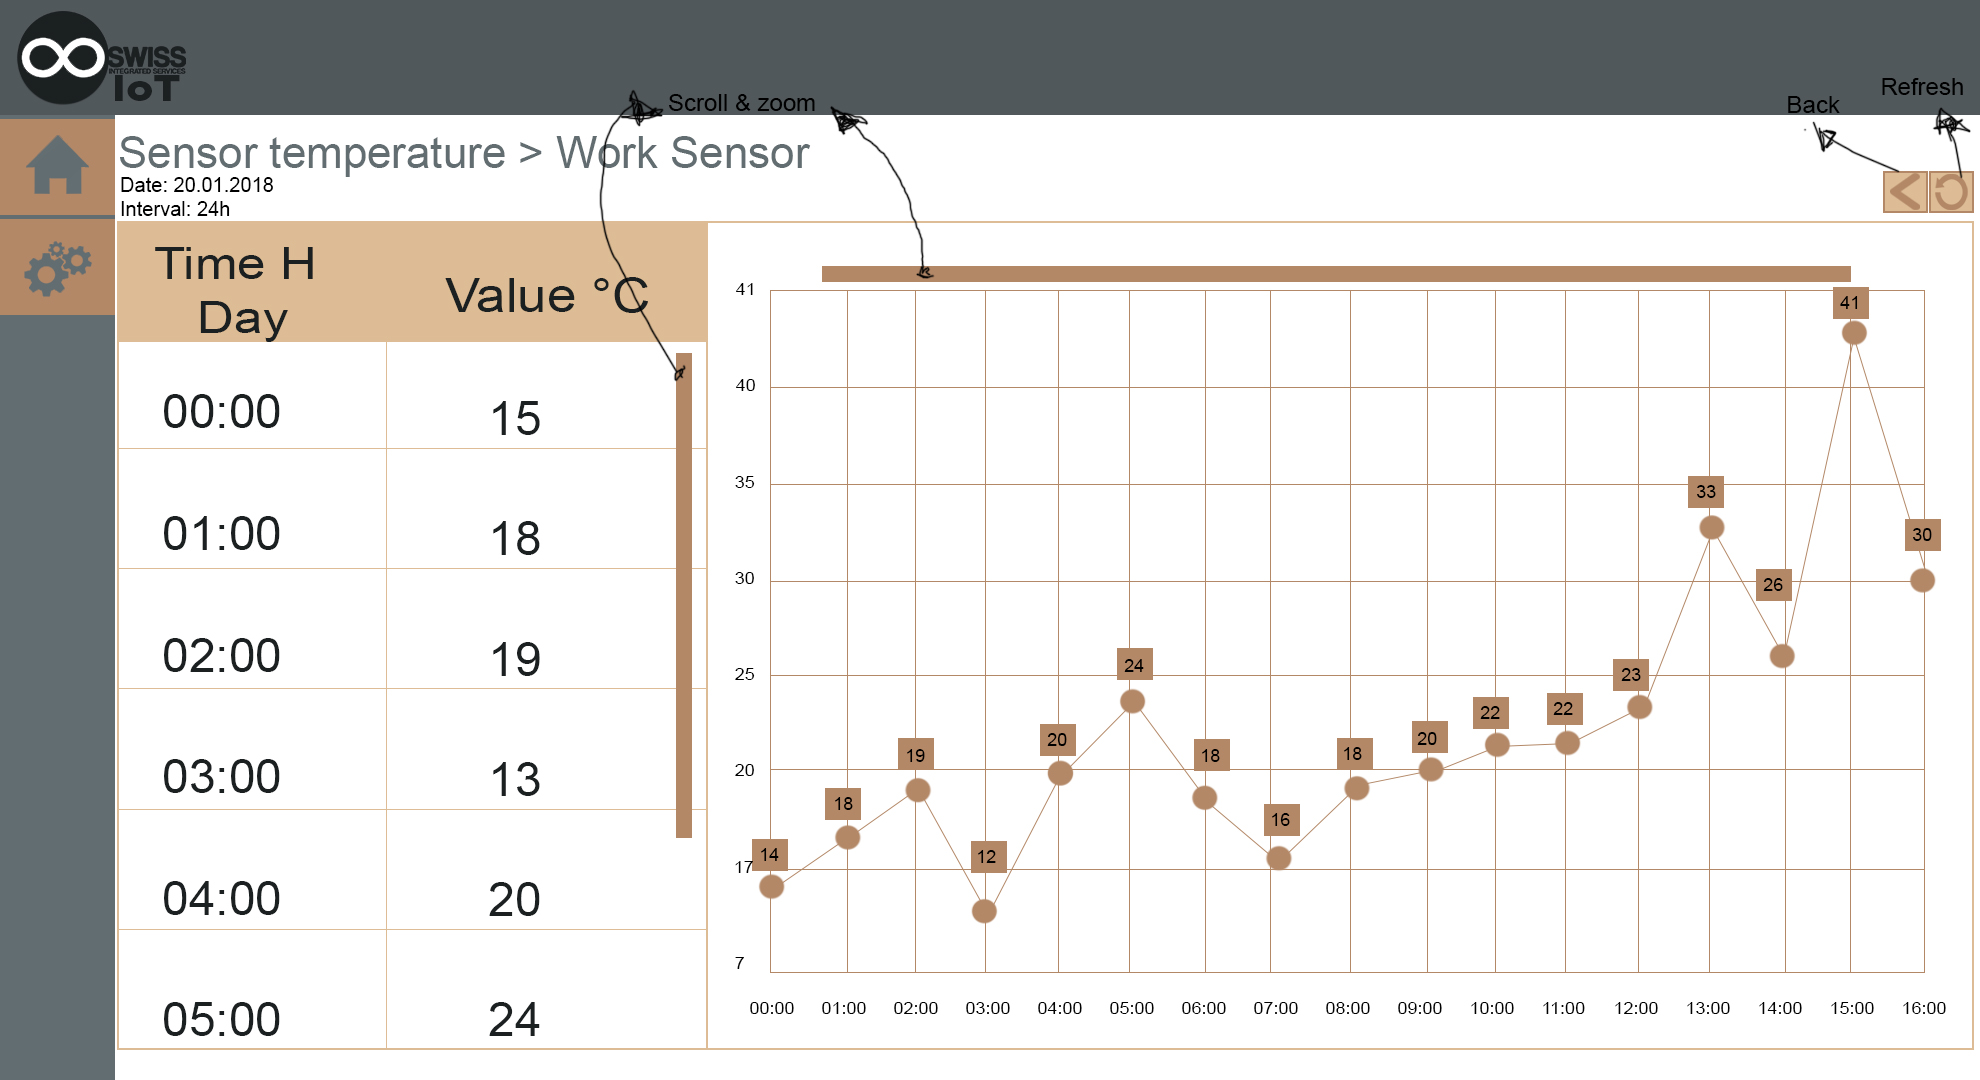 SWISS
INTEGRATED SERVICES
IoT
Scroll & zoom
Back
Refresh
Sensor temperature > Work Sensor
Date: 20.01.2018
Interval: 24h
Time H
Day
Value °C
00:00 15
01:00 18
02:00 19
03:00 13
04:00 20
05:00 24
41
40
35
30
25
20
17
7
14
18
19
12
20
24
18
16
18
20
22
22
23
33
26
41
30
00:00 01:00 02:00 03:00 04:00 05:00 06:00 07:00 08:00 09:00 10:00 11:00 12:00 13:00 14:00 15:00 16:00